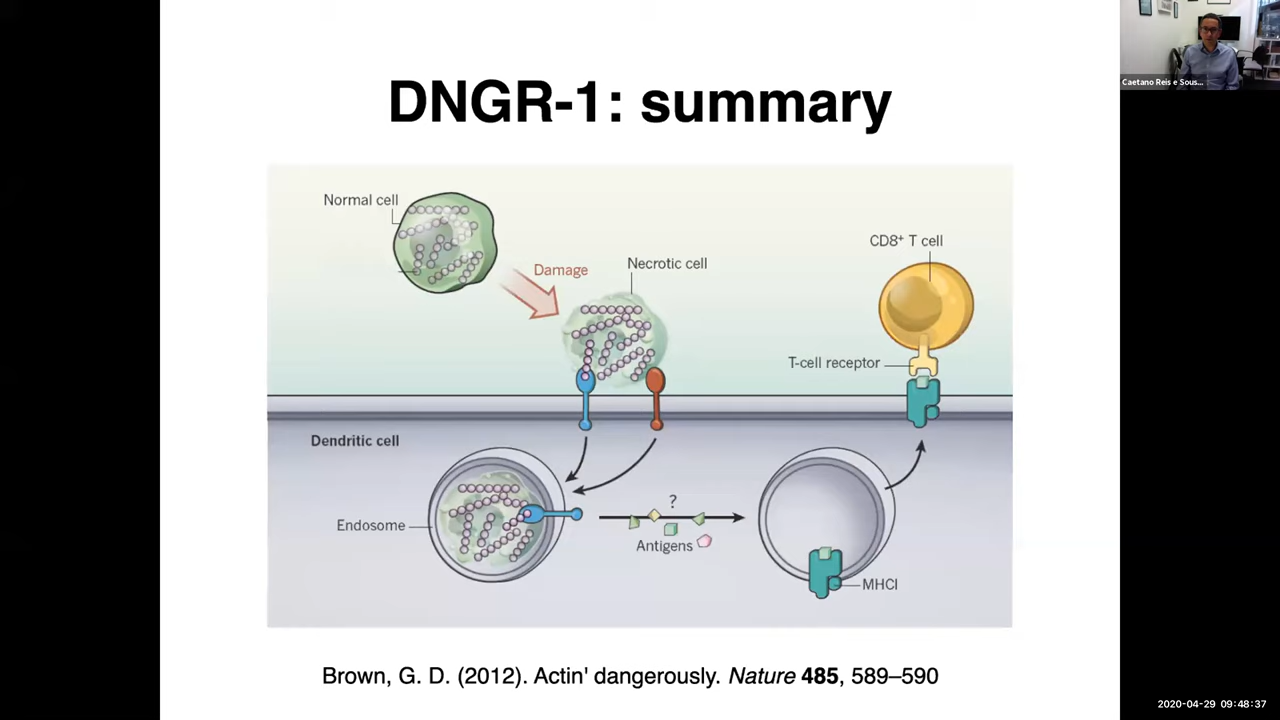 Caetano Reis e Sous...
DNGR-1: summary
Normal cell
Damage
Necrotic cell
CD8⁺ T cell
T-cell receptor
Dendritic cell
Endosome
?
Antigens
MHCI
Brown, G. D. (2012). Actin' dangerously. Nature 485, 589–590
2020-04-29 09:48:37